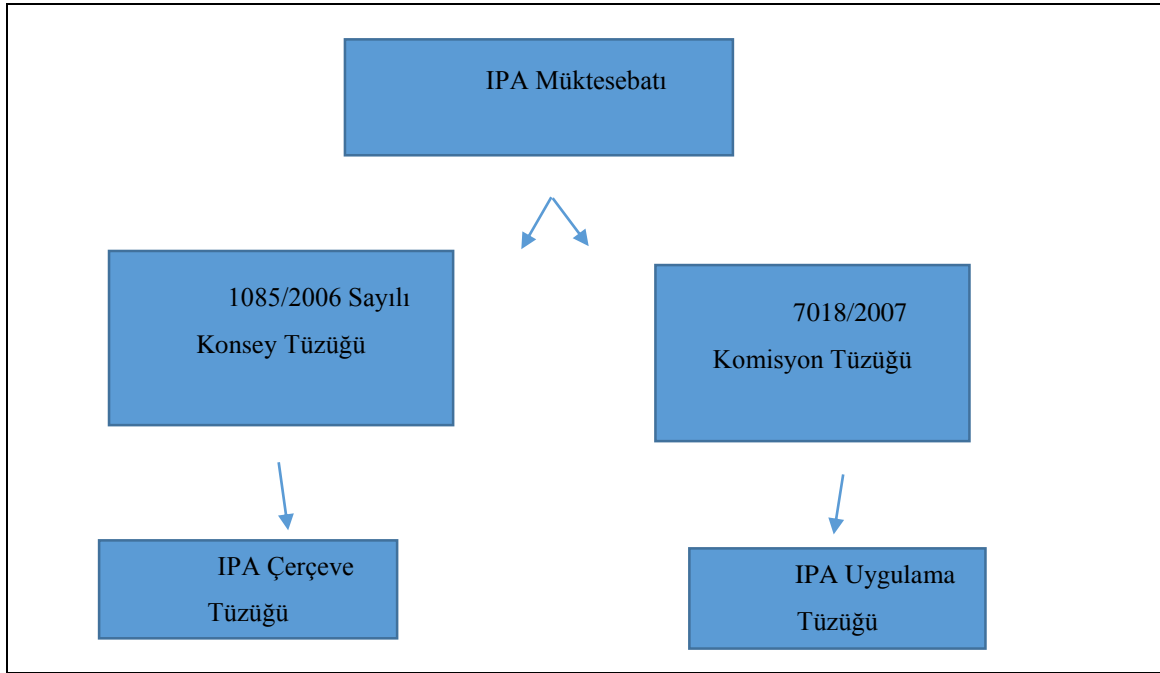 IPA Müktesebatı
1085/2006 Sayılı
Konsey Tüzüğü
7018/2007
Komisyon Tüzüğü
IPA Çerçeve
Tüzüğü
IPA Uygulama
Tüzüğü